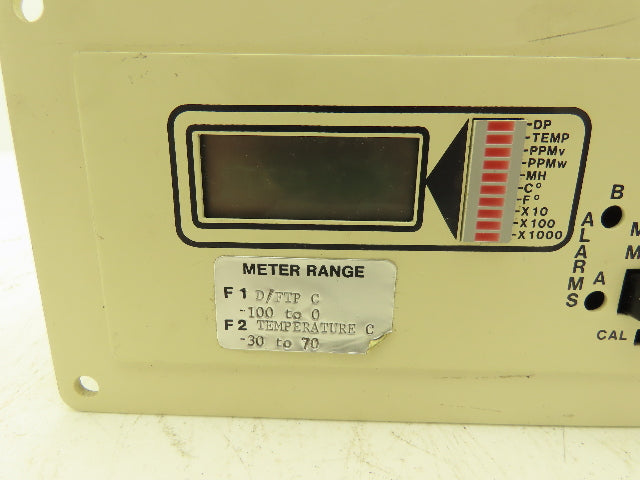 -DP
-TEMP
-PPMv
-PPMw
-MH
-C°
-F°
-X10
-X100
-X1000
METER RANGE
F1 D/FTP C
-100 to 0
F2 TEMPERATURE C
-30 to 70
ALARMS
B
A
M
M
CAL